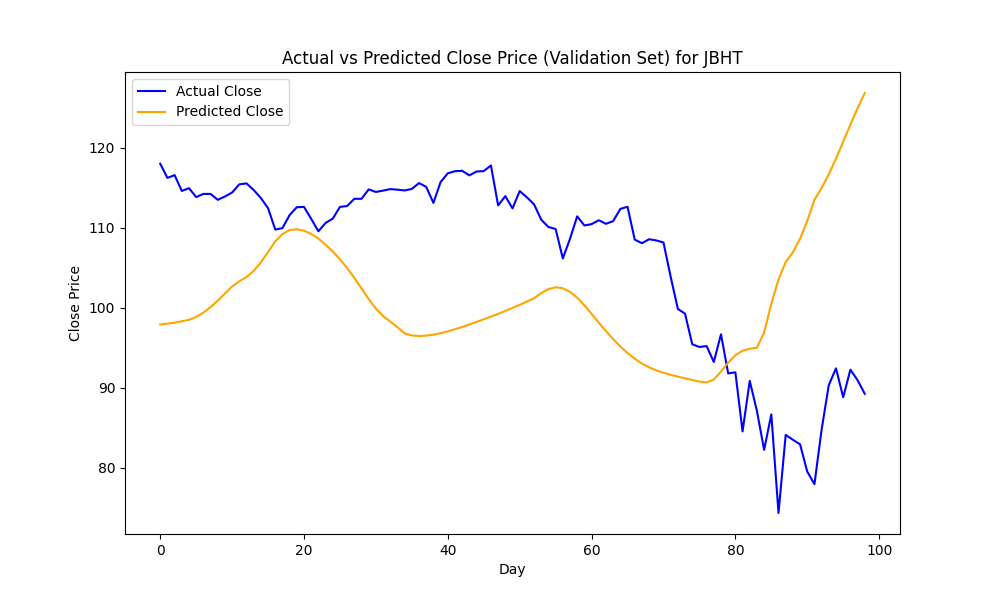 Actual vs Predicted Close Price (Validation Set) for JBHT
Actual Close
Predicted Close
120
110
100
90
80
Close Price
0 20 40 60 80 100
Day